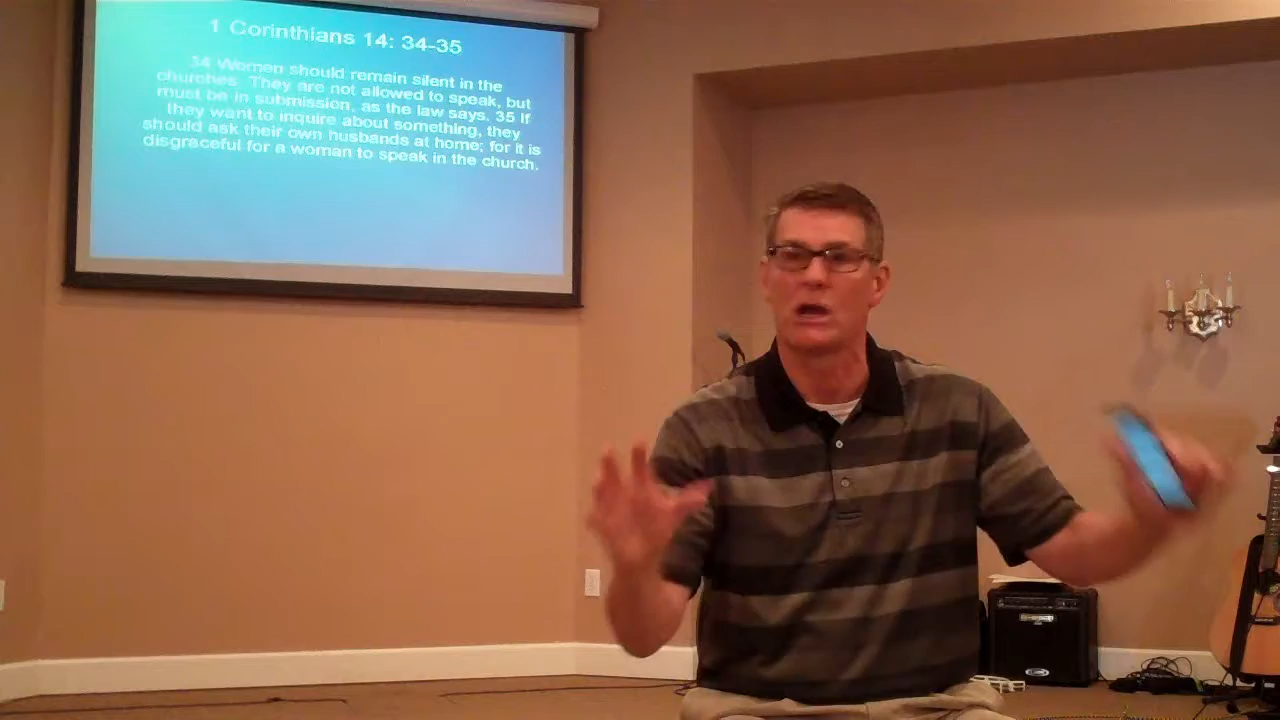 1 Corinthians 14: 34-35
34 Women should remain silent in the
churches. They are not allowed to speak, but
must be in submission, as the law says. 35 If
they want to inquire about something, they
should ask their own husbands at home; for it is
disgraceful for a woman to speak in the church.